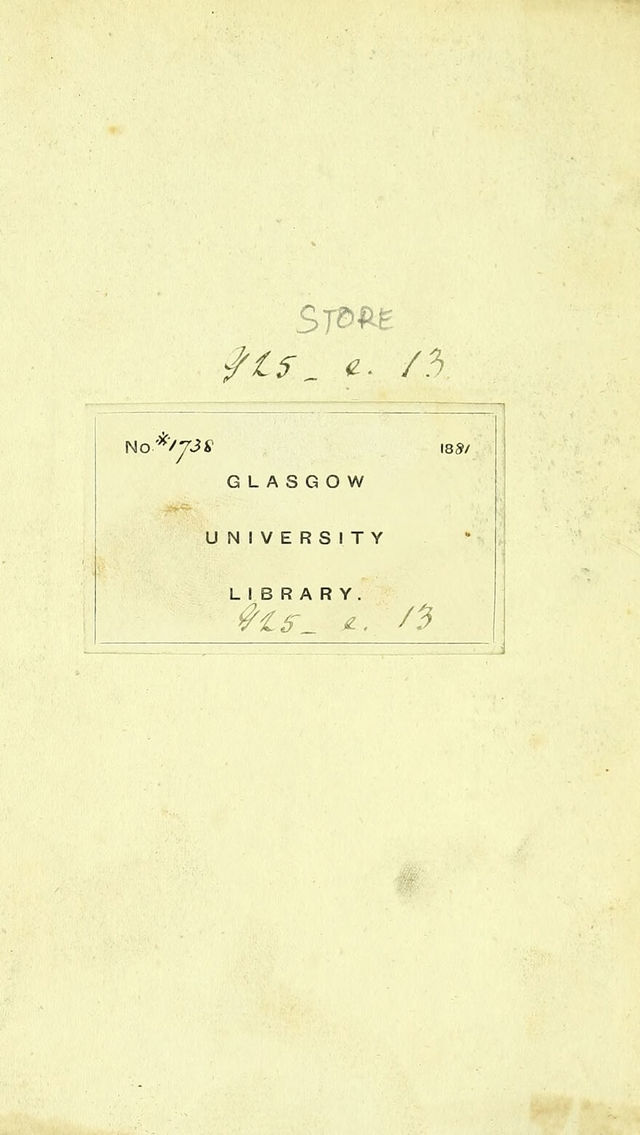 STORE
925_ e. 13
No *1738 1881
GLASGOW
UNIVERSITY
LIBRARY.
925_ e. 13